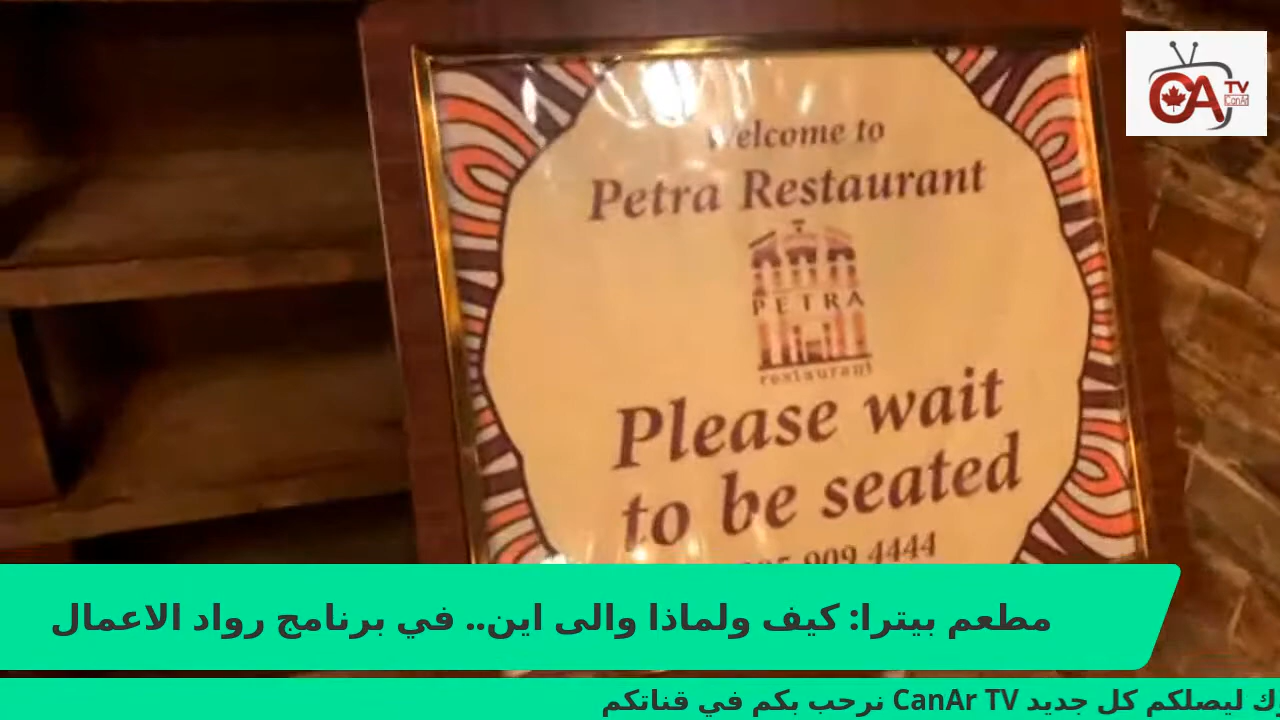 CA TV
CanAr
Welcome to
Petra Restaurant
PETRA
restaurant
Please wait
to be seated
909 4444
مطعم بيترا: كيف ولماذا والى اين.. في برنامج رواد الاعمال
نرحب بكم في قناتكم CanAr TV ليصلكم كل جديد